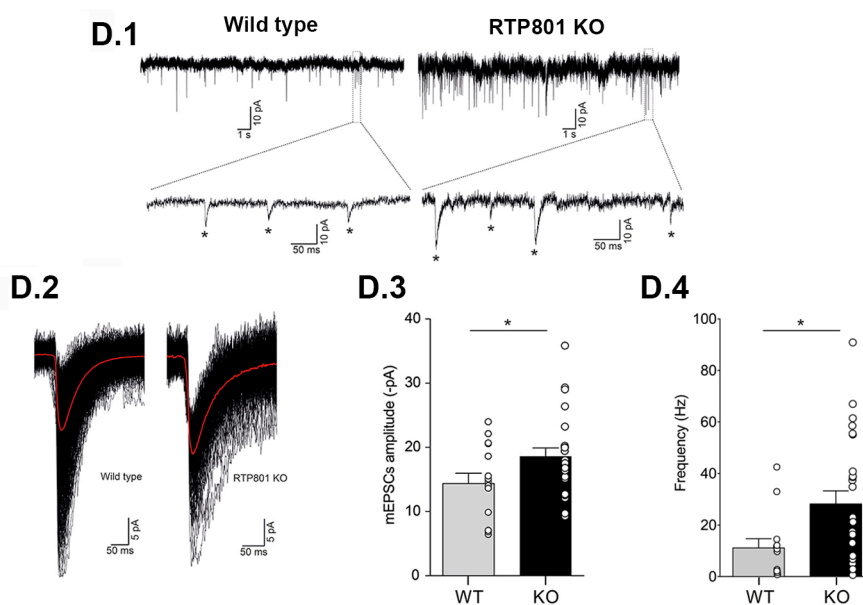 D.1
Wild type
RTP801 KO
10 pA
1 s
10 pA
1 s
10 pA
50 ms
10 pA
50 ms
* * *
* * * *
D.2
Wild type
5 pA
50 ms
RTP801 KO
5 pA
50 ms
D.3
mEPSCs amplitude (-pA)
40
30
20
10
0
*
WT KO
D.4
Frequency (Hz)
100
80
60
40
20
0
*
WT KO